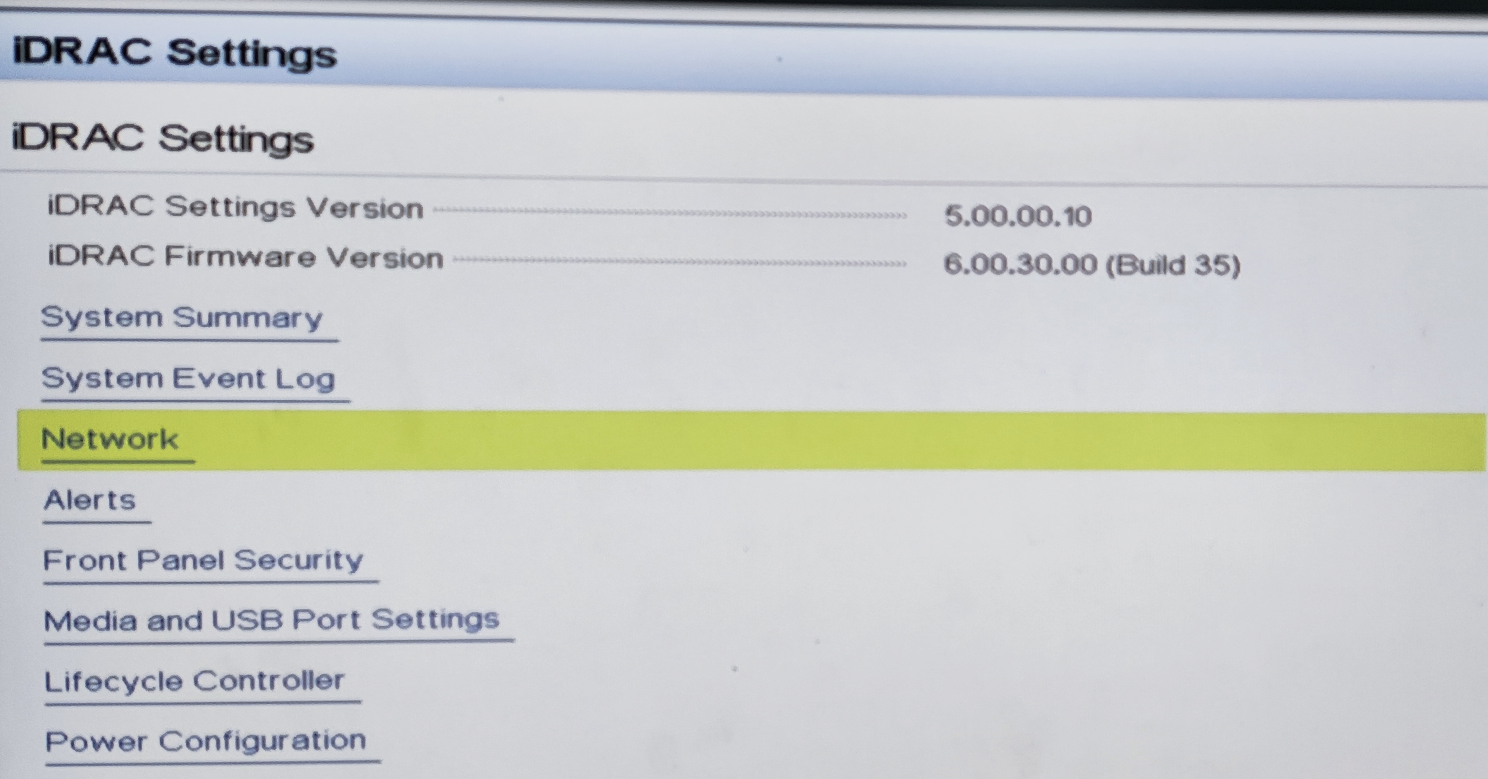 iDRAC Settings
iDRAC Settings
iDRAC Settings Version 5.00.00.10
iDRAC Firmware Version 6.00.30.00 (Build 35)
System Summary
System Event Log
Network
Alerts
Front Panel Security
Media and USB Port Settings
Lifecycle Controller
Power Configuration